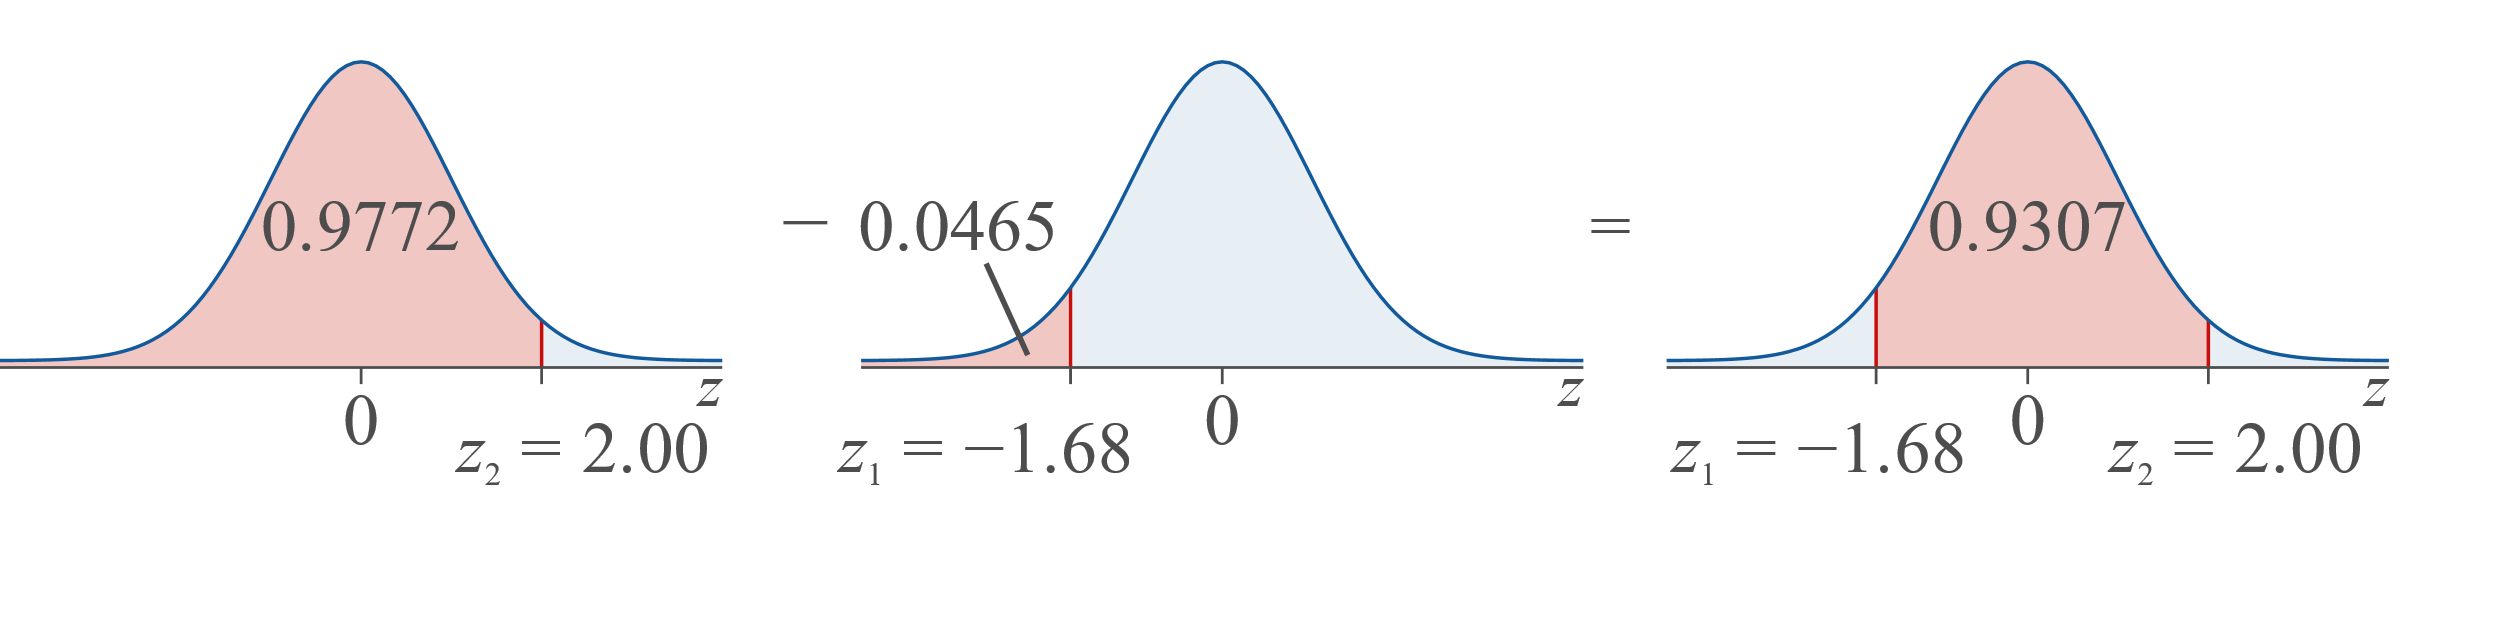 0.9772 − 0.0465 = 0.9307
z z z
0 0 0
z₂ = 2.00 z₁ = −1.68 z₁ = −1.68 z₂ = 2.00